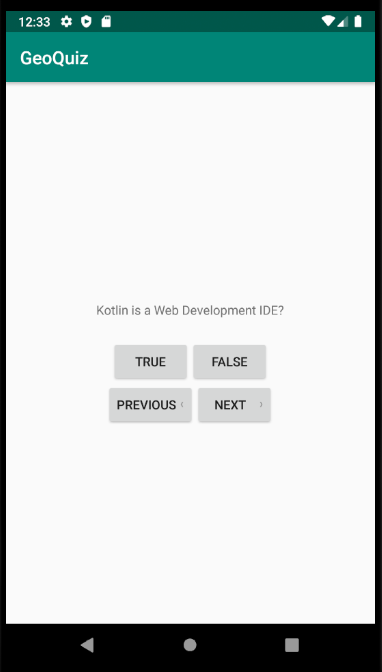 12:33
GeoQuiz
Kotlin is a Web Development IDE?
TRUE FALSE
PREVIOUS ‹ NEXT ›